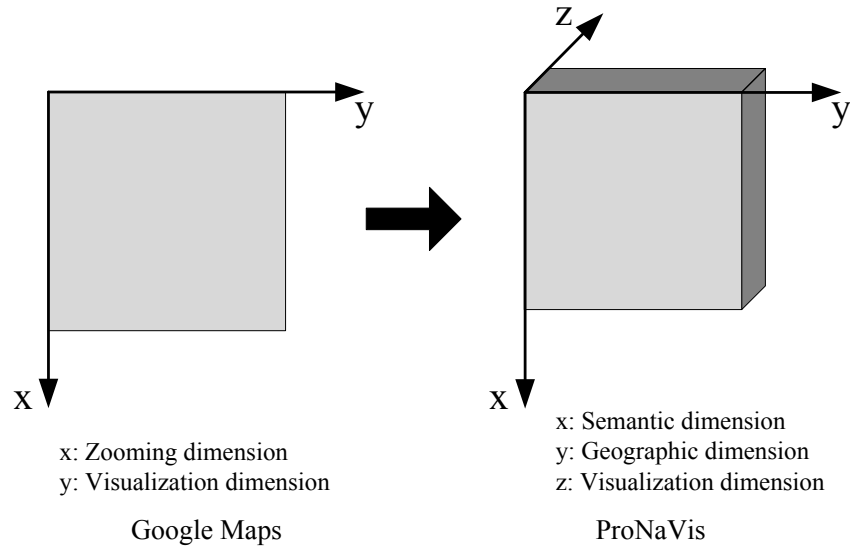 y
x
x: Zooming dimension
y: Visualization dimension
Google Maps
z
y
x
x: Semantic dimension
y: Geographic dimension
z: Visualization dimension
ProNaVis